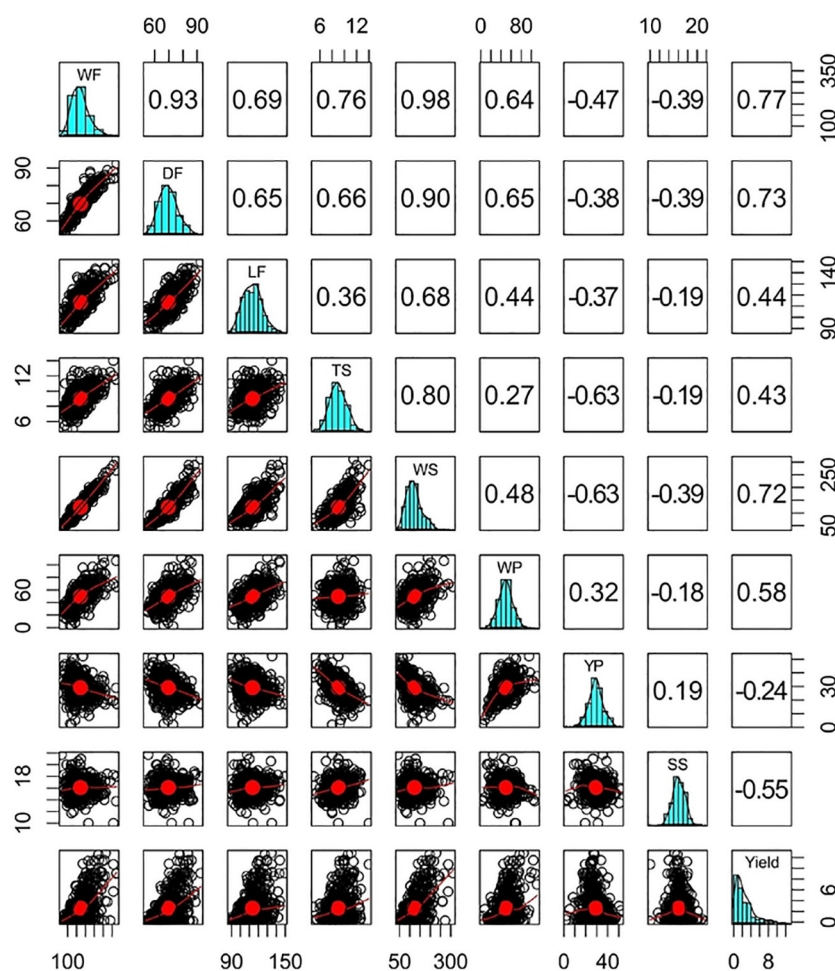 60 90 6 12 0 80 10 20
WF 0.93 0.69 0.76 0.98 0.64 -0.47 -0.39 0.77 100 350
60 90 DF 0.65 0.66 0.90 0.65 -0.38 -0.39 0.73
LF 0.36 0.68 0.44 -0.37 -0.19 0.44 90 140
6 12 TS 0.80 0.27 -0.63 -0.19 0.43
WS 0.48 -0.63 -0.39 0.72 50 250
0 60 WP 0.32 -0.18 0.58
YP 0.19 -0.24 0 30
10 18 SS -0.55
Yield 0 6
100 90 150 50 300 0 40 0 8